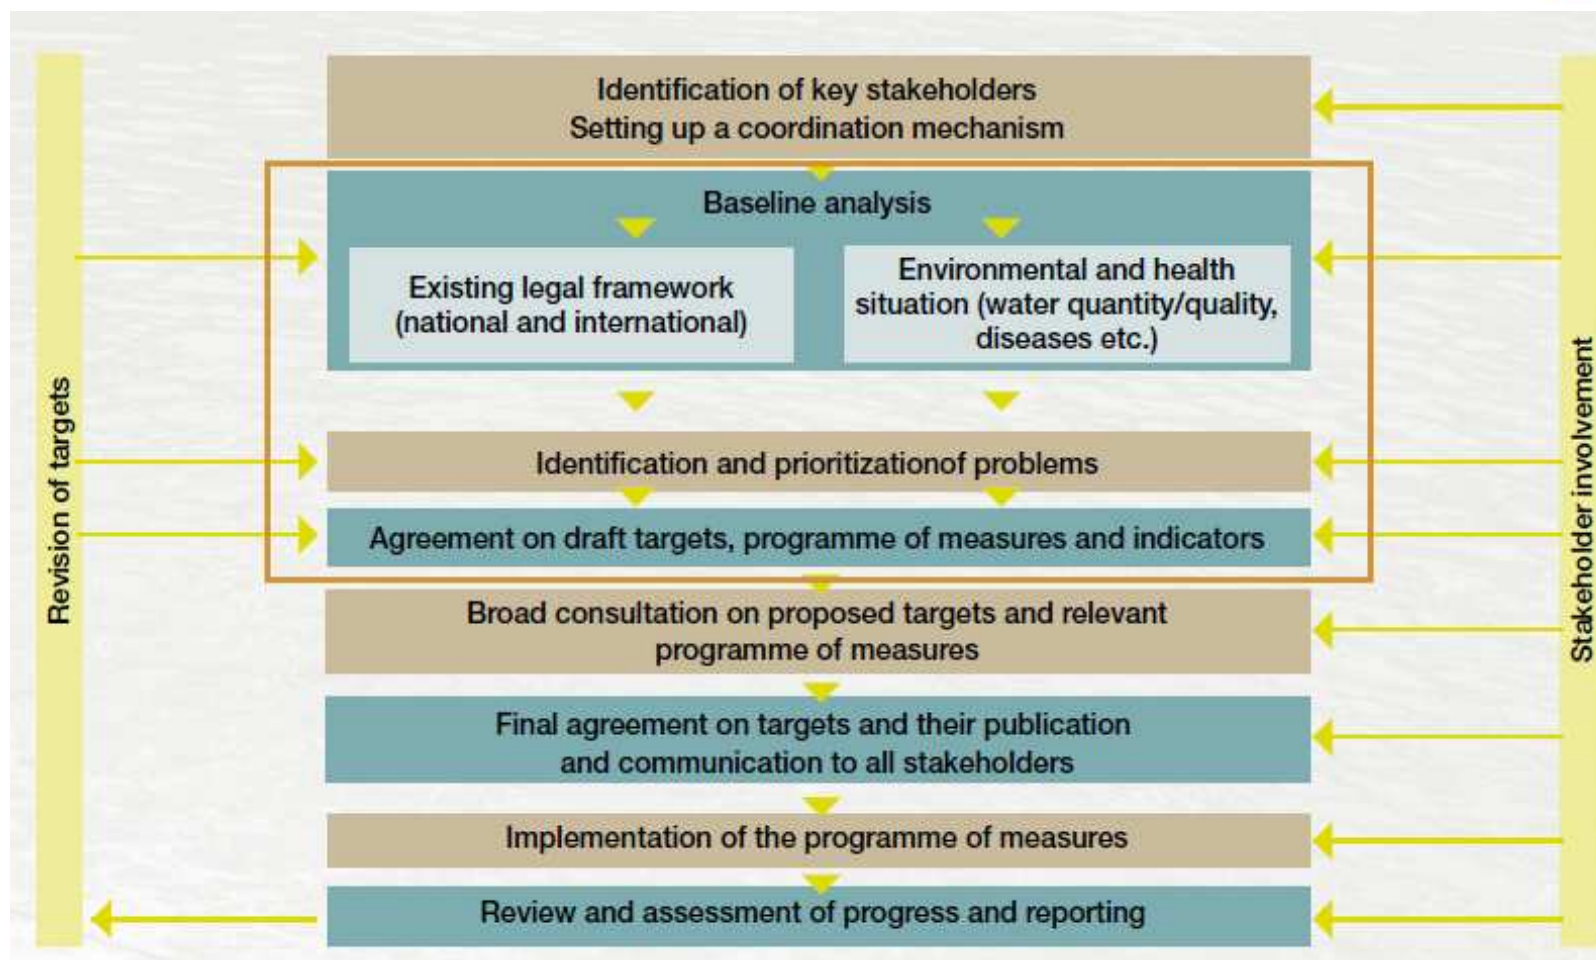 Identification of key stakeholders
Setting up a coordination mechanism
Baseline analysis
Existing legal framework
(national and international)
Environmental and health
situation (water quantity/quality,
diseases etc.)
Identification and prioritizationof problems
Agreement on draft targets, programme of measures and indicators
Broad consultation on proposed targets and relevant
programme of measures
Final agreement on targets and their publication
and communication to all stakeholders
Implementation of the programme of measures
Review and assessment of progress and reporting
Revision of targets
Stakeholder involvement